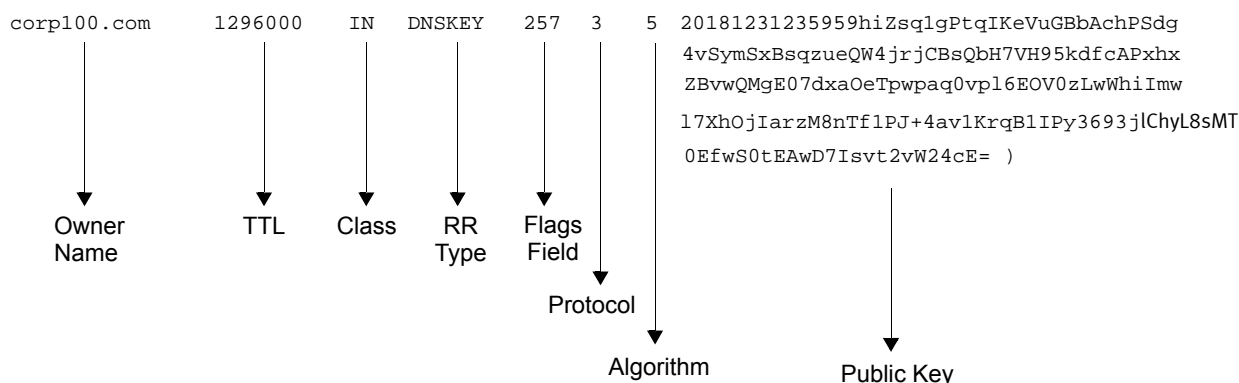 corp100.com 1296000 IN DNSKEY 257 3 5 20181231235959hiZsq1gPtqIKeVuGBbAchPSdg
4vSymSxBsqzueQW4jrjCBsQbH7VH95kdfcAPxhx
ZBvwQMgE07dxaOeTpwpaq0vpl6EOV0zLwWhiImw
l7XhOjIarzM8nTf1PJ+4av1KrqB1IPy3693jlChyL8sMT
0EfwS0tEAwD7Isvt2vW24cE= )
Owner Name
TTL
Class
RR Type
Flags Field
Protocol
Algorithm
Public Key